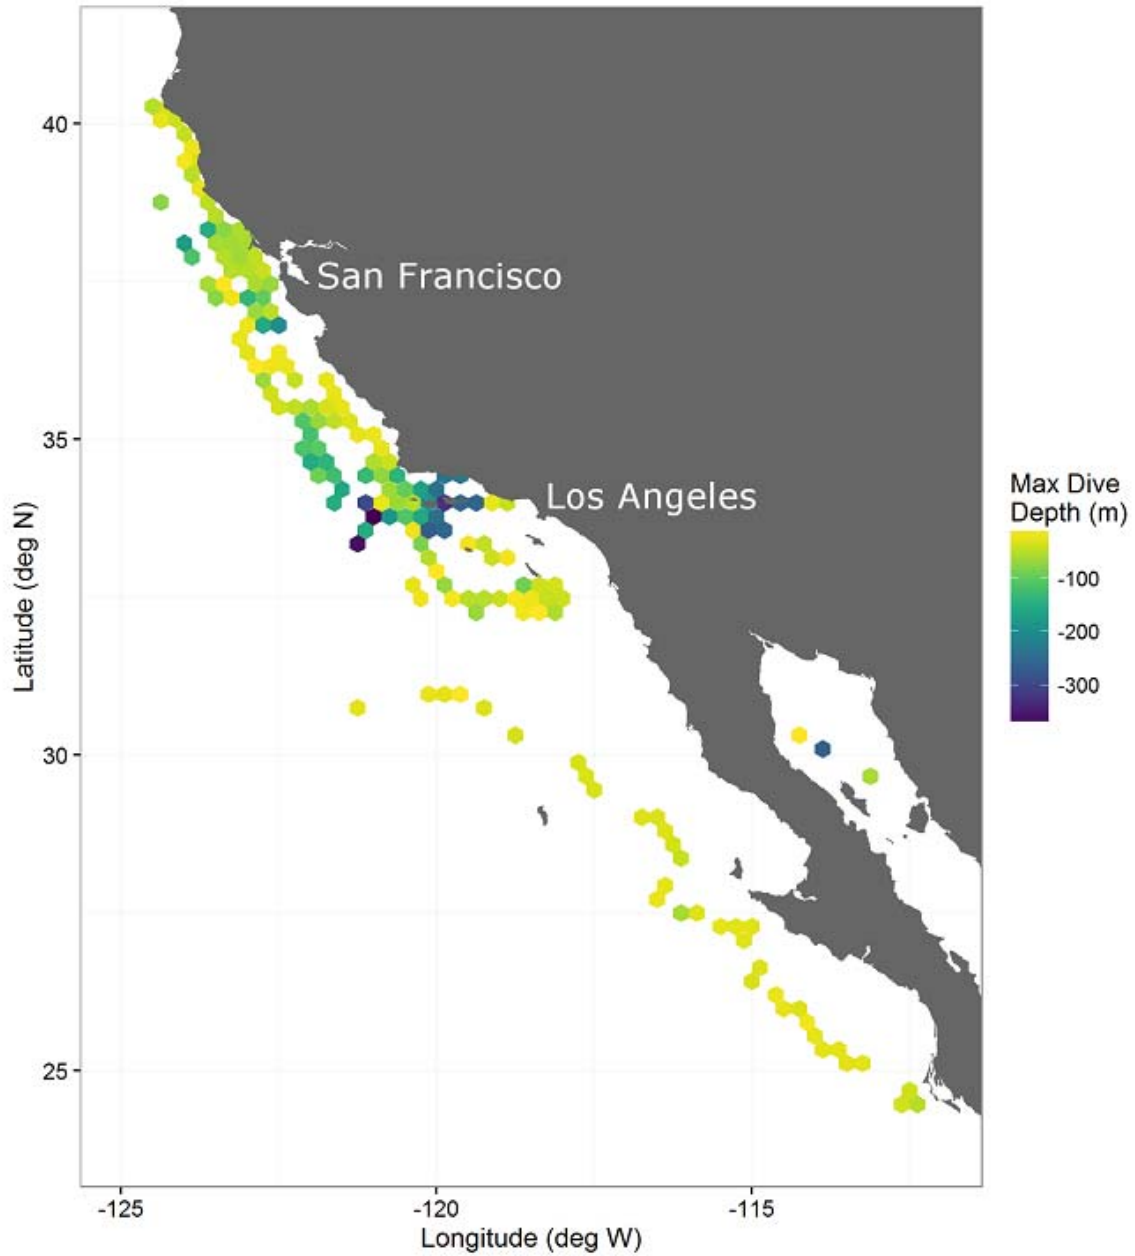 40
35
30
25
Latitude (deg N)
San Francisco
Los Angeles
-125
-120
-115
Longitude (deg W)
Max Dive
Depth (m)
-100
-200
-300